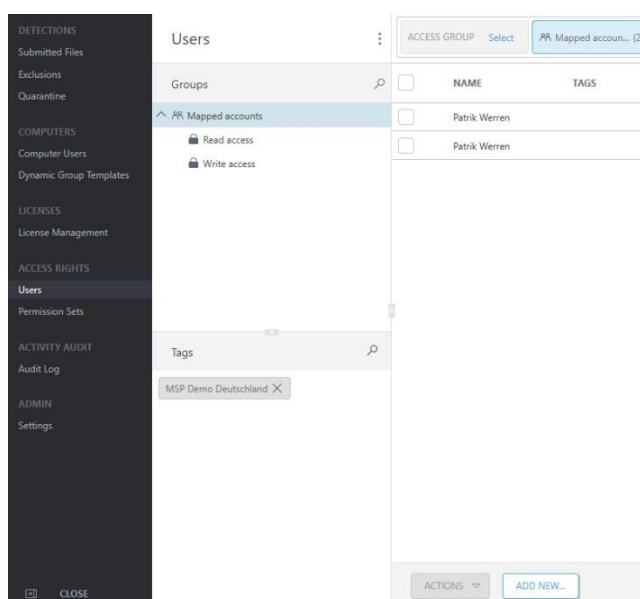 DETECTIONS
Submitted Files
Exclusions
Quarantine
COMPUTERS
Computer Users
Dynamic Group Templates
LICENSES
License Management
ACCESS RIGHTS
Users
Permission Sets
ACTIVITY AUDIT
Audit Log
ADMIN
Settings
CLOSE
Users
Groups
Mapped accounts
Read access
Write access
Tags
MSP Demo Deutschland
ACCESS GROUP Select
Mapped accoun... (2
NAME TAGS
Patrik Werren
Patrik Werren
ACTIONS ADD NEW...